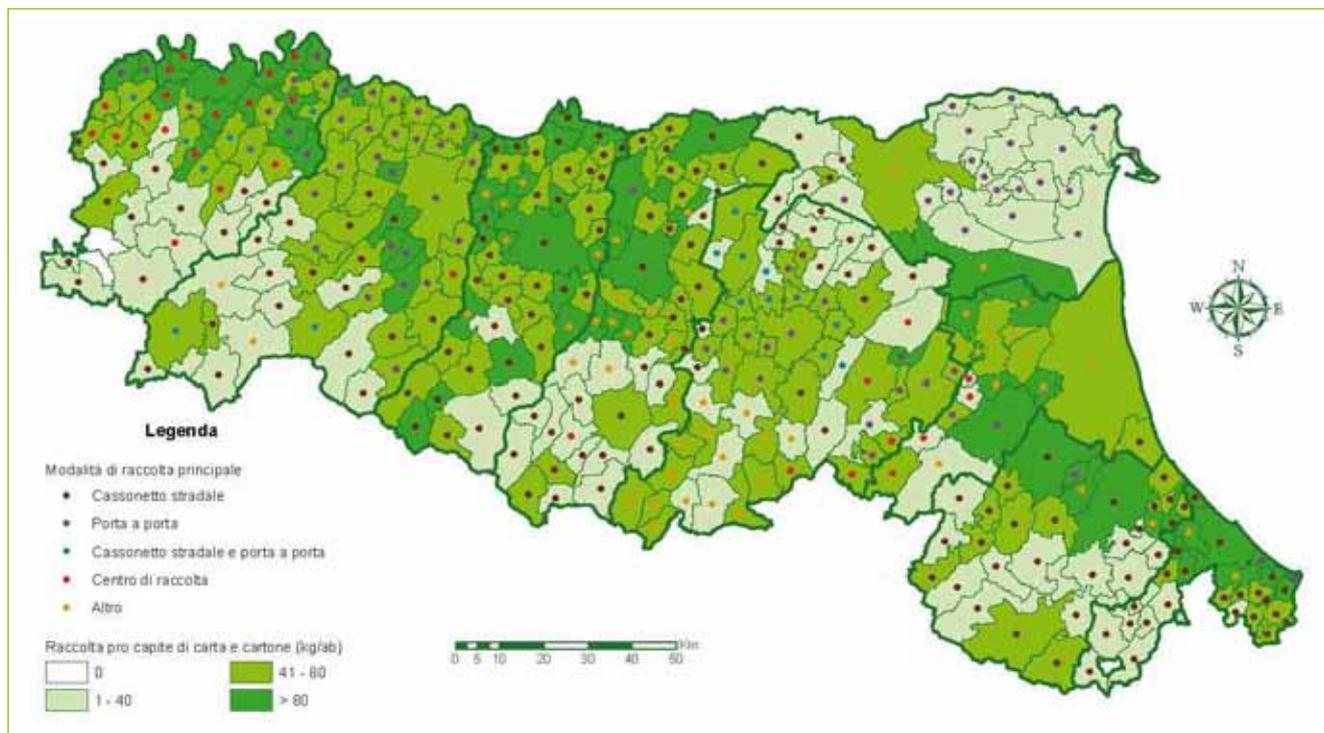 N
W E
S
Legenda
Modalità di raccolta principale
Cassonetto stradale
Porta a porta
Cassonetto stradale e porta a porta
Centro di raccolta
Altro
Raccolta pro capite di carta e cartone (kg/ab)
0 41 - 80
1 - 40 > 80
0 5 10 20 30 40 50
Km